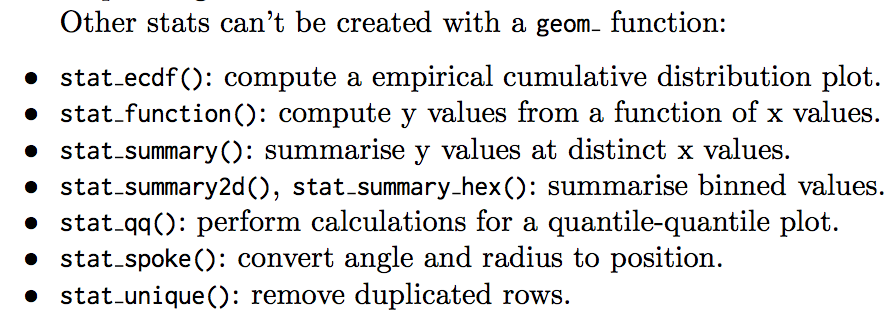 Other stats can't be created with a geom_ function:
• stat_ecdf(): compute a empirical cumulative distribution plot.
• stat_function(): compute y values from a function of x values.
• stat_summary(): summarise y values at distinct x values.
• stat_summary2d(), stat_summary_hex(): summarise binned values.
• stat_qq(): perform calculations for a quantile-quantile plot.
• stat_spoke(): convert angle and radius to position.
• stat_unique(): remove duplicated rows.